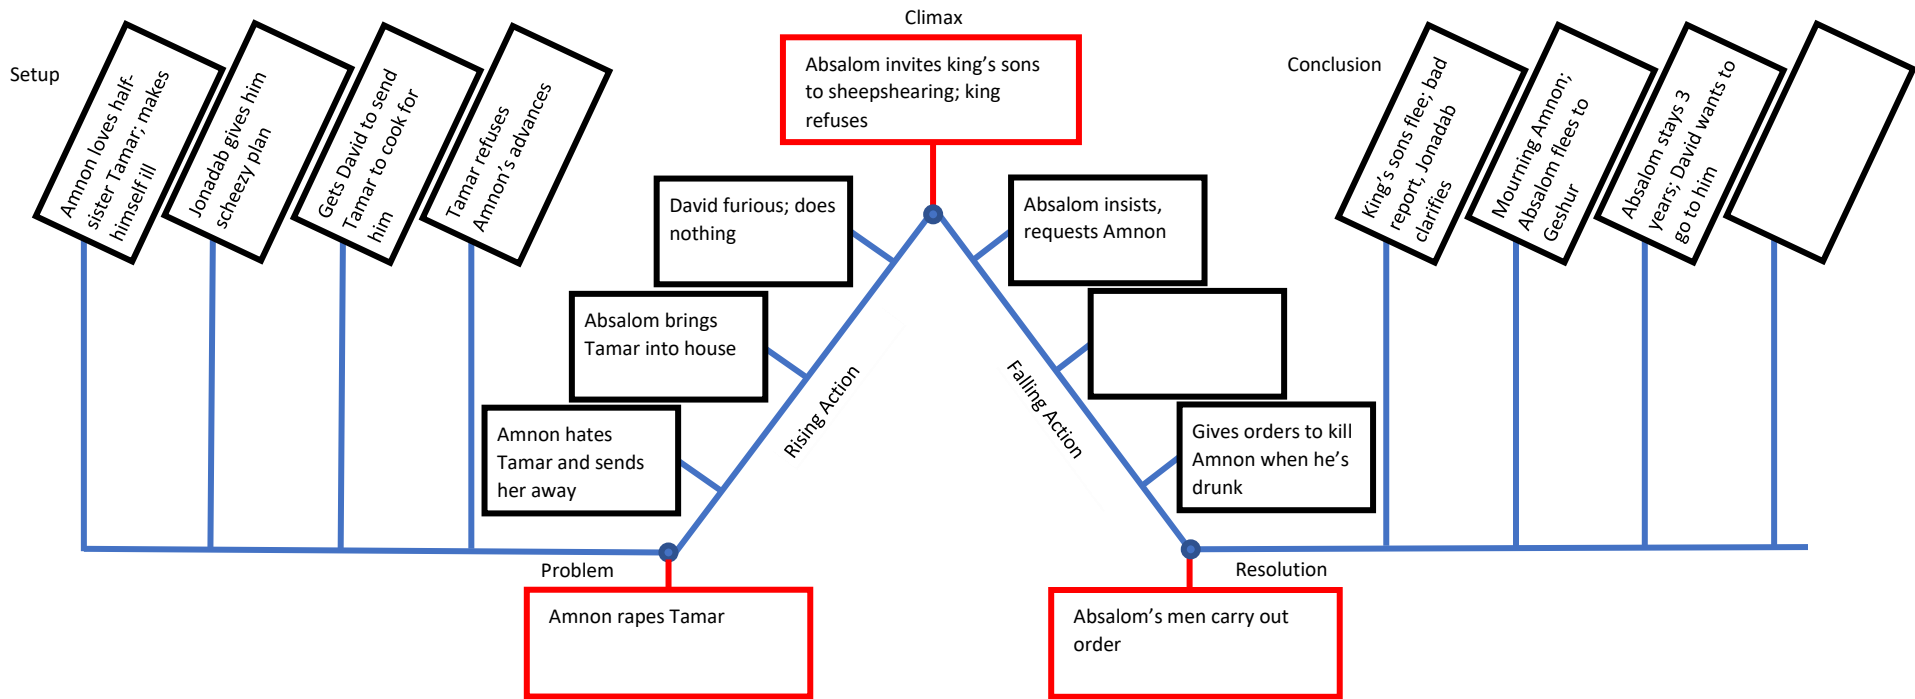 Setup
Amnon loves half-
sister Tamar; makes
himself ill
Jonadab gives him
scheezy plan
Gets David to send
Tamar to cook for
him
Tamar refuses
Amnon’s advances
Problem
Amnon rapes Tamar
Amnon hates
Tamar and sends
her away
Absalom brings
Tamar into house
David furious; does
nothing
Rising Action
Climax
Absalom invites king’s sons
to sheepshearing; king
refuses
Absalom insists,
requests Amnon
Gives orders to kill
Amnon when he’s
drunk
Falling Action
Resolution
Absalom’s men carry out
order
Conclusion
King’s sons flee; bad
report, Jonadab
clarifies
Mourning Amnon;
Absalom flees to
Geshur
Absalom stays 3
years; David wants to
go to him